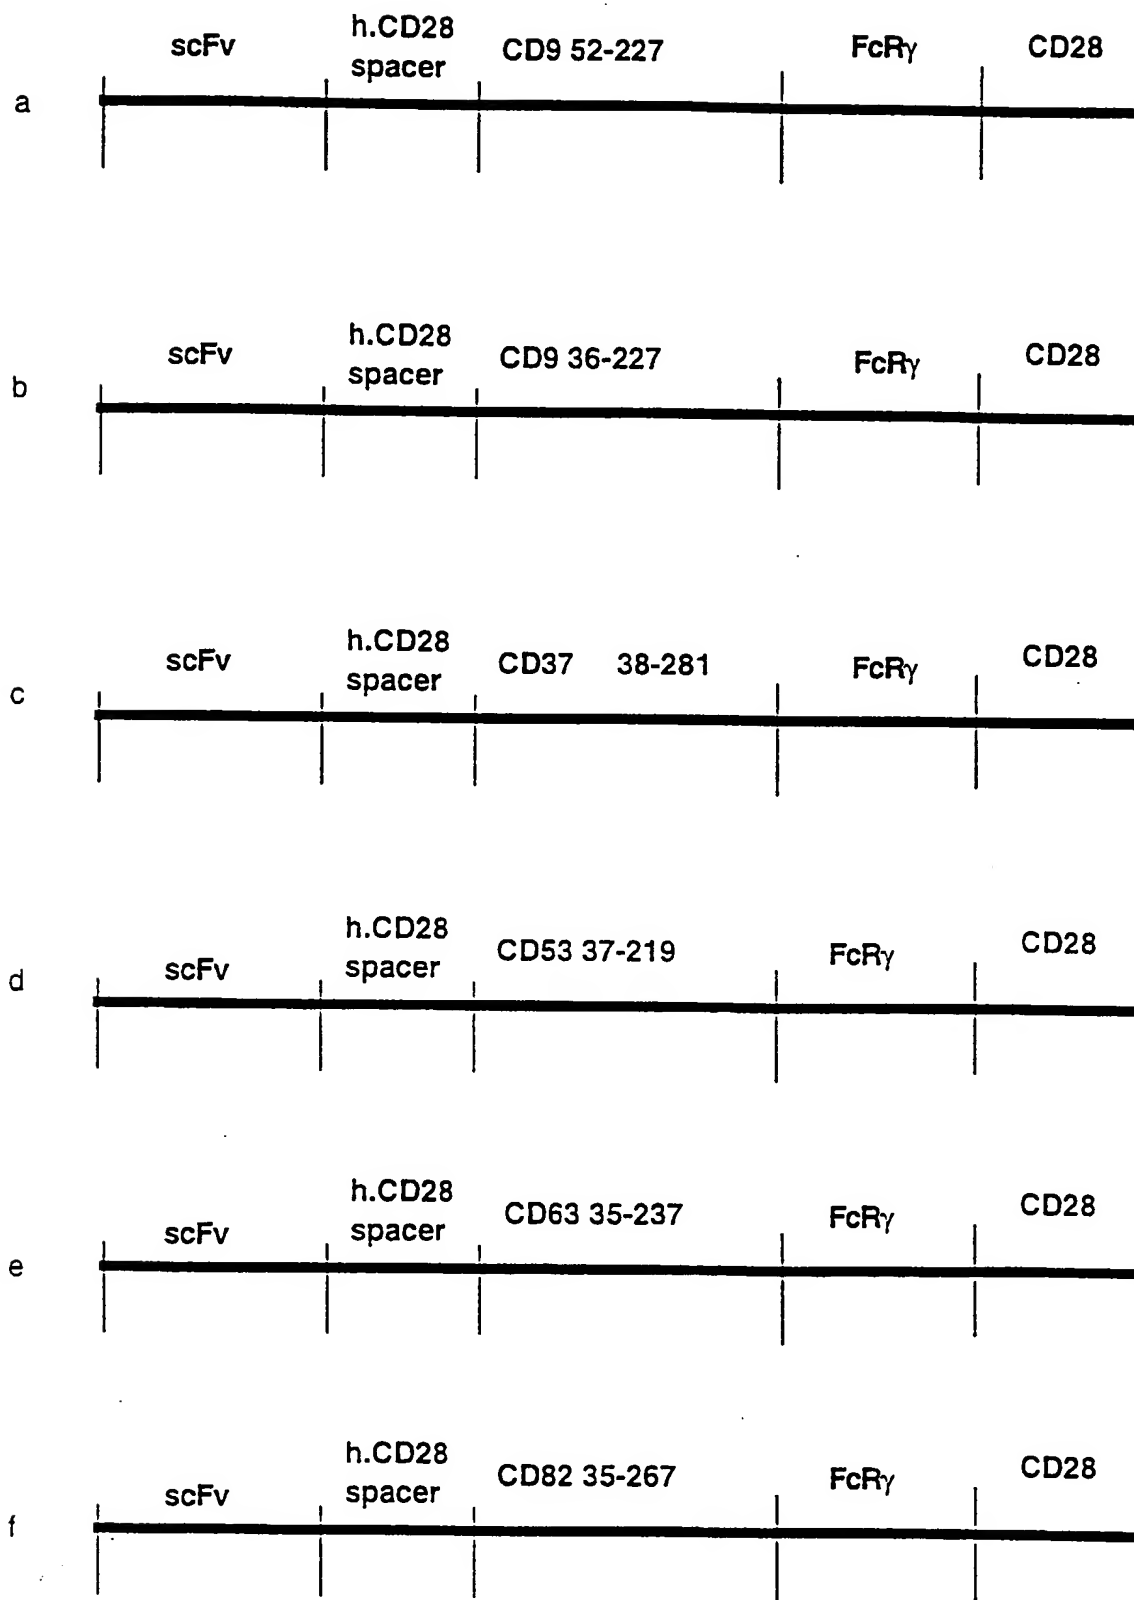 scFv h.CD28 spacer CD9 52-227 FcRγ CD28
a
scFv h.CD28 spacer CD9 36-227 FcRγ CD28
b
scFv h.CD28 spacer CD37 38-281 FcRγ CD28
c
scFv h.CD28 spacer CD53 37-219 FcRγ CD28
d
scFv h.CD28 spacer CD63 35-237 FcRγ CD28
e
scFv h.CD28 spacer CD82 35-267 FcRγ CD28
f